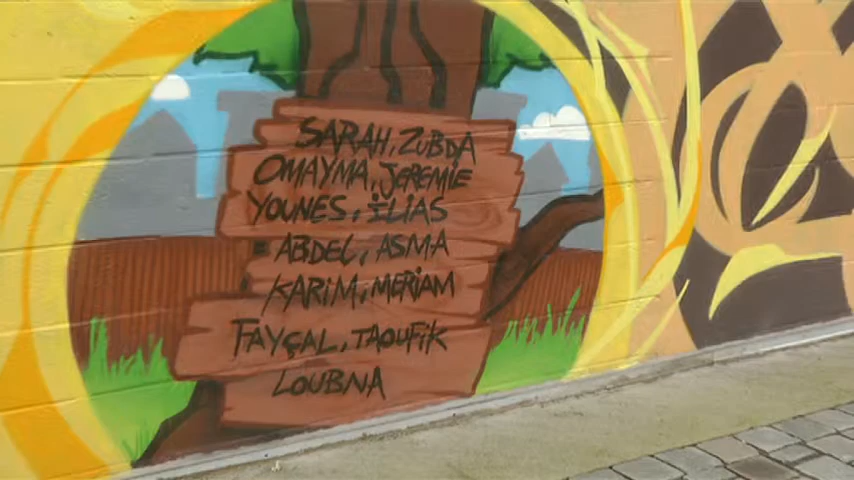 SARAH, ZUBDA
OMAYMA, JEREMIE
YOUNES, ILIAS
ABDEL, ASMA
KARIM, MERIAM
FAYÇAL, TAOUFIK
LOUBNA